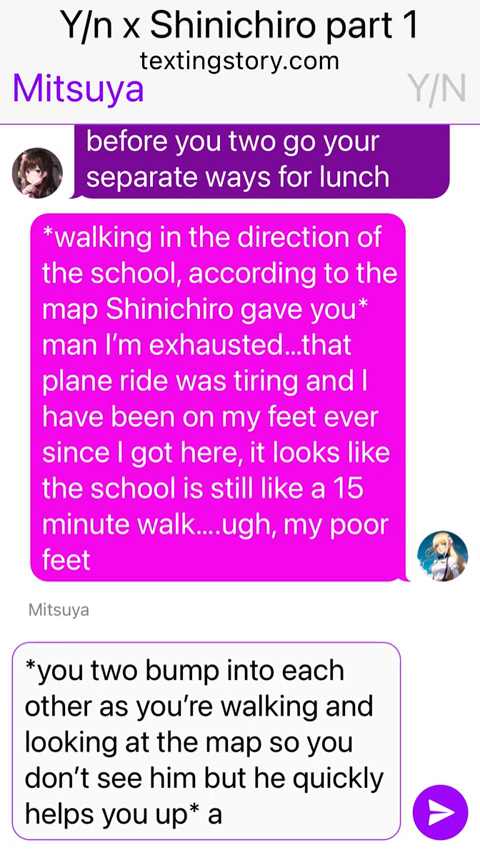 Y/n x Shinichiro part 1
textingstory.com
Mitsuya
Y/N
before you two go your
separate ways for lunch
*walking in the direction of
the school, according to the
map Shinichiro gave you*
man I’m exhausted...that
plane ride was tiring and I
have been on my feet ever
since I got here, it looks like
the school is still like a 15
minute walk....ugh, my poor
feet
Mitsuya
*you two bump into each
other as you’re walking and
looking at the map so you
don’t see him but he quickly
helps you up* a